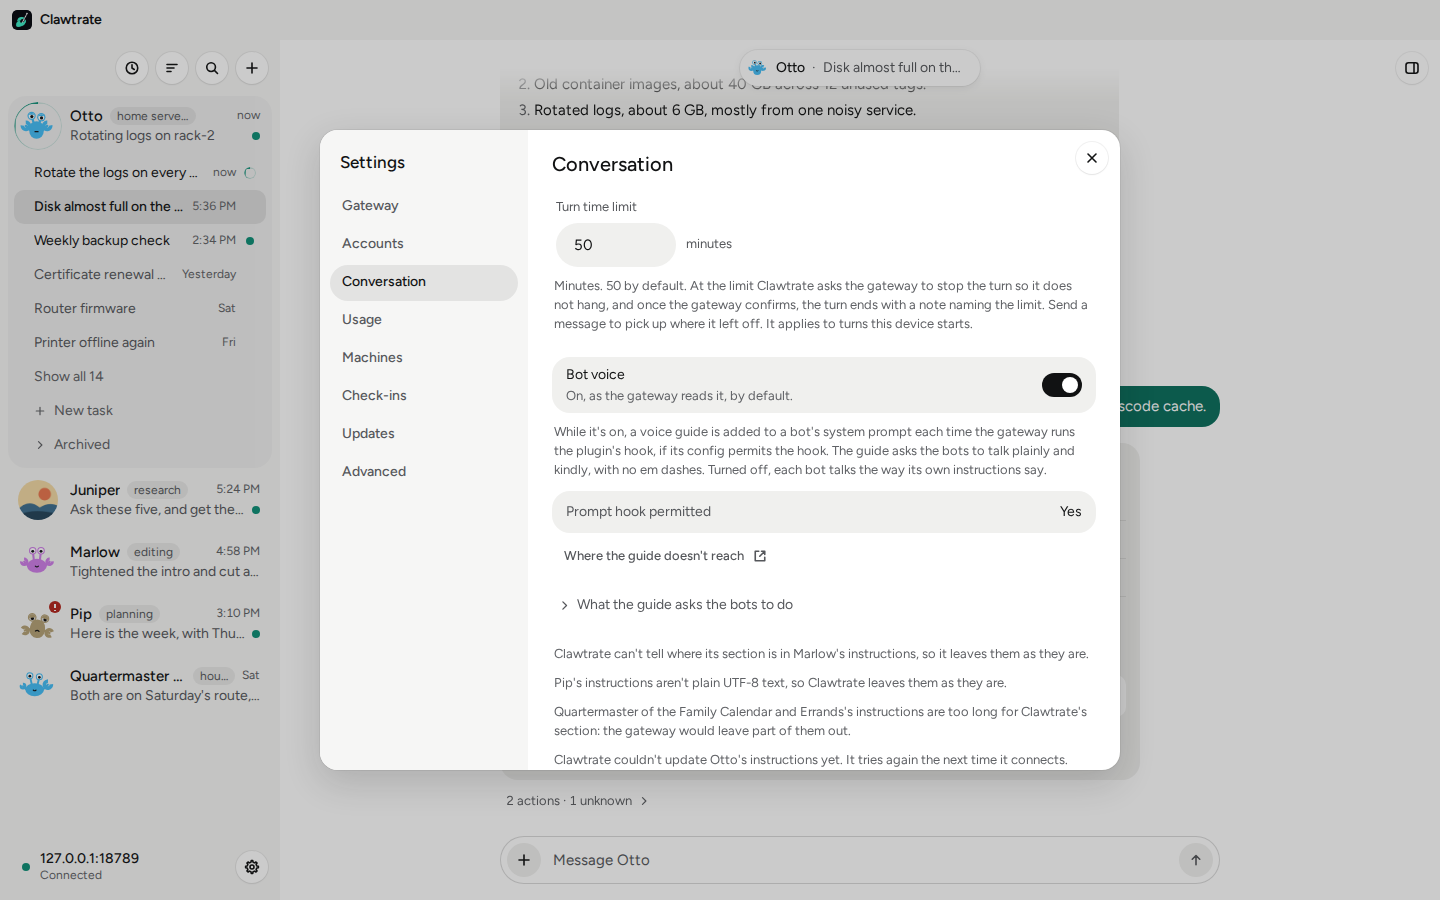 Clawtrate
Otto
home serve...
now
Rotating logs on rack-2
Rotate the logs on every ...
now
Disk almost full on the ...
5:36 PM
Weekly backup check
2:34 PM
Certificate renewal ...
Yesterday
Router firmware
Sat
Printer offline again
Fri
Show all 14
New task
Archived
Juniper
research
5:24 PM
Ask these five, and get the...
Marlow
editing
4:58 PM
Tightened the intro and cut a...
Pip
planning
3:10 PM
Here is the week, with Thu...
Quartermaster ...
hou...
Sat
Both are on Saturday's route,...
127.0.0.1:18789
Connected
Otto · Disk almost full on th...
2. Old container images, about 40 GB across 12 unused tags.
3. Rotated logs, about 6 GB, mostly from one noisy service.
Settings
Gateway
Accounts
Conversation
Usage
Machines
Check-ins
Updates
Advanced
Conversation
Turn time limit
50
minutes
Minutes. 50 by default. At the limit Clawtrate asks the gateway to stop the turn so it does
not hang, and once the gateway confirms, the turn ends with a note naming the limit. Send a
message to pick up where it left off. It applies to turns this device starts.
Bot voice
On, as the gateway reads it, by default.
While it's on, a voice guide is added to a bot's system prompt each time the gateway runs
the plugin's hook, if its config permits the hook. The guide asks the bots to talk plainly and
kindly, with no em dashes. Turned off, each bot talks the way its own instructions say.
Prompt hook permitted
Yes
Where the guide doesn't reach
What the guide asks the bots to do
Clawtrate can't tell where its section is in Marlow's instructions, so it leaves them as they are.
Pip's instructions aren't plain UTF-8 text, so Clawtrate leaves them as they are.
Quartermaster of the Family Calendar and Errands's instructions are too long for Clawtrate's
section: the gateway would leave part of them out.
Clawtrate couldn't update Otto's instructions yet. It tries again the next time it connects.
scode cache.
2 actions · 1 unknown
Message Otto